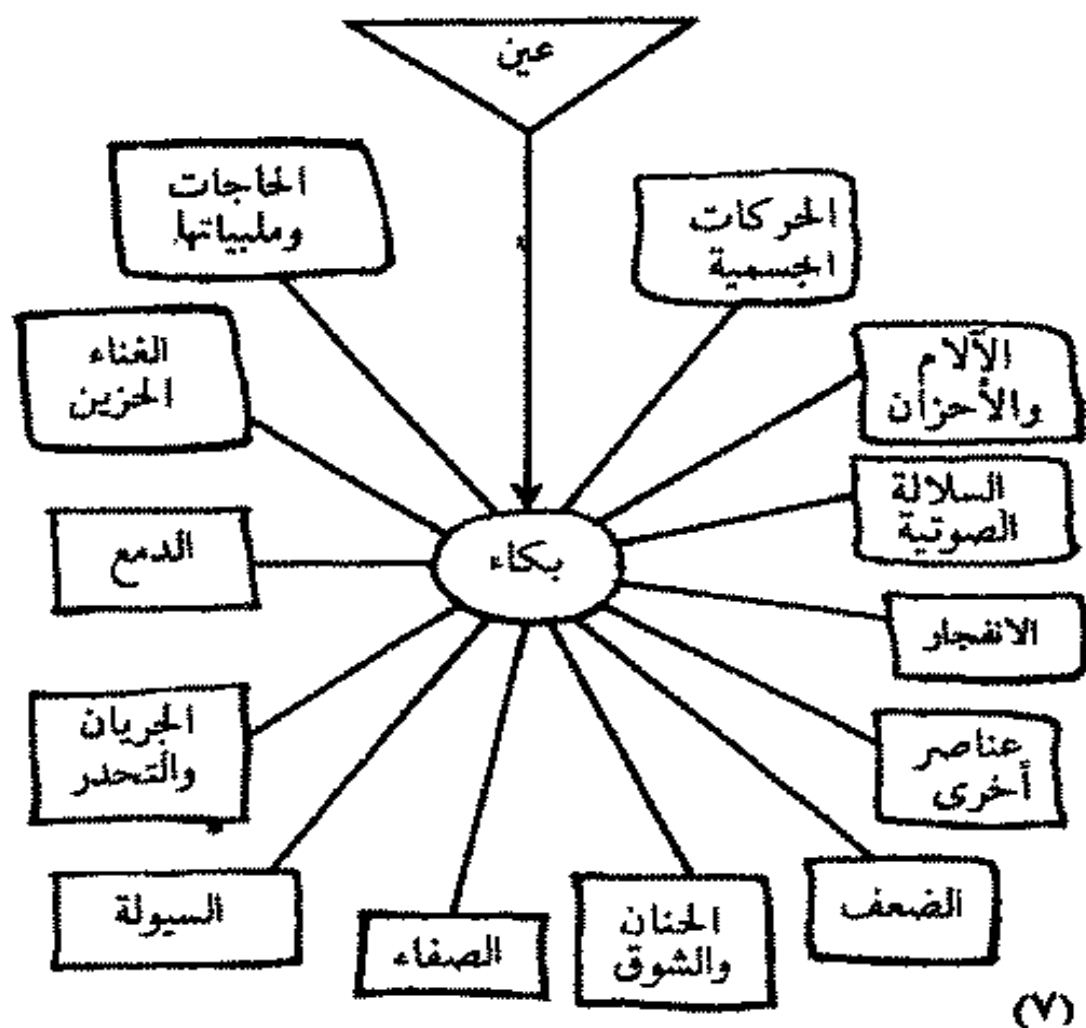 عين
الحركات
الجسمية
الآلام
والأحزان
السلالة
الصوتية
الانفجار
عناصر
أخرى
الضعف
الحنان
والشوق
الصفاء
السيولة
الجريان
والتحدر
الدمع
الغناء
الحزين
الحاجات
وملبياتها
بكاء
(٧)